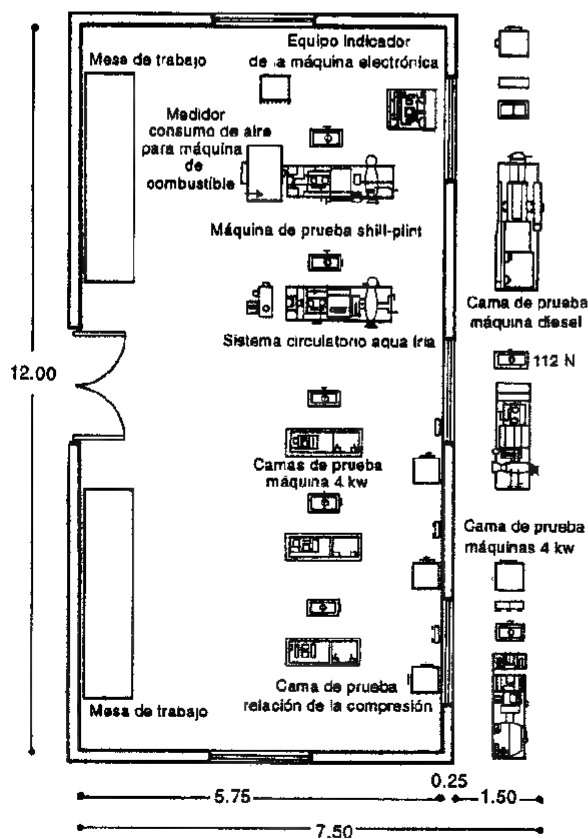 Equipo indicador
de la máquina electrónica
Mesa de trabajo
Medidor
consumo de aire
para máquina
de
combustible
Máquina de prueba shill-plint
Cama de prueba
máquina diesel
Sistema circulatorio aqua fria
112 N
12.00
Camas de prueba
máquina 4 kw
Cama de prueba
máquinas 4 kw
Cama de prueba
relación de la compresión
Mesa de trabajo
0.25
5.75
1.50
7.50